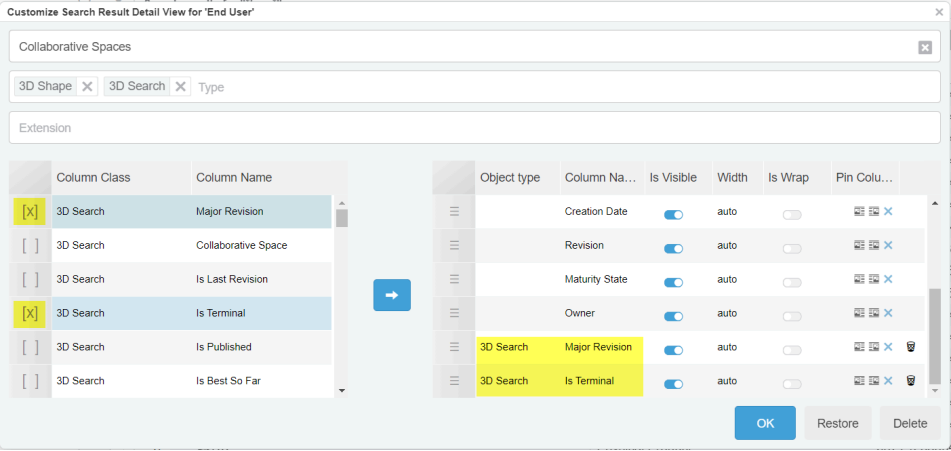 Customize Search Result Detail View for 'End User'
Collaborative Spaces
3D Shape 3D Search Type
Extension
Column Class Column Name
[x] 3D Search Major Revision
[ ] 3D Search Collaborative Space
[ ] 3D Search Is Last Revision
[x] 3D Search Is Terminal
[ ] 3D Search Is Published
[ ] 3D Search Is Best So Far
Object type Column Na... Is Visible Width Is Wrap Pin Colu...
Creation Date auto
Revision auto
Maturity State auto
Owner auto
3D Search Major Revision auto
3D Search Is Terminal auto
OK Restore Delete